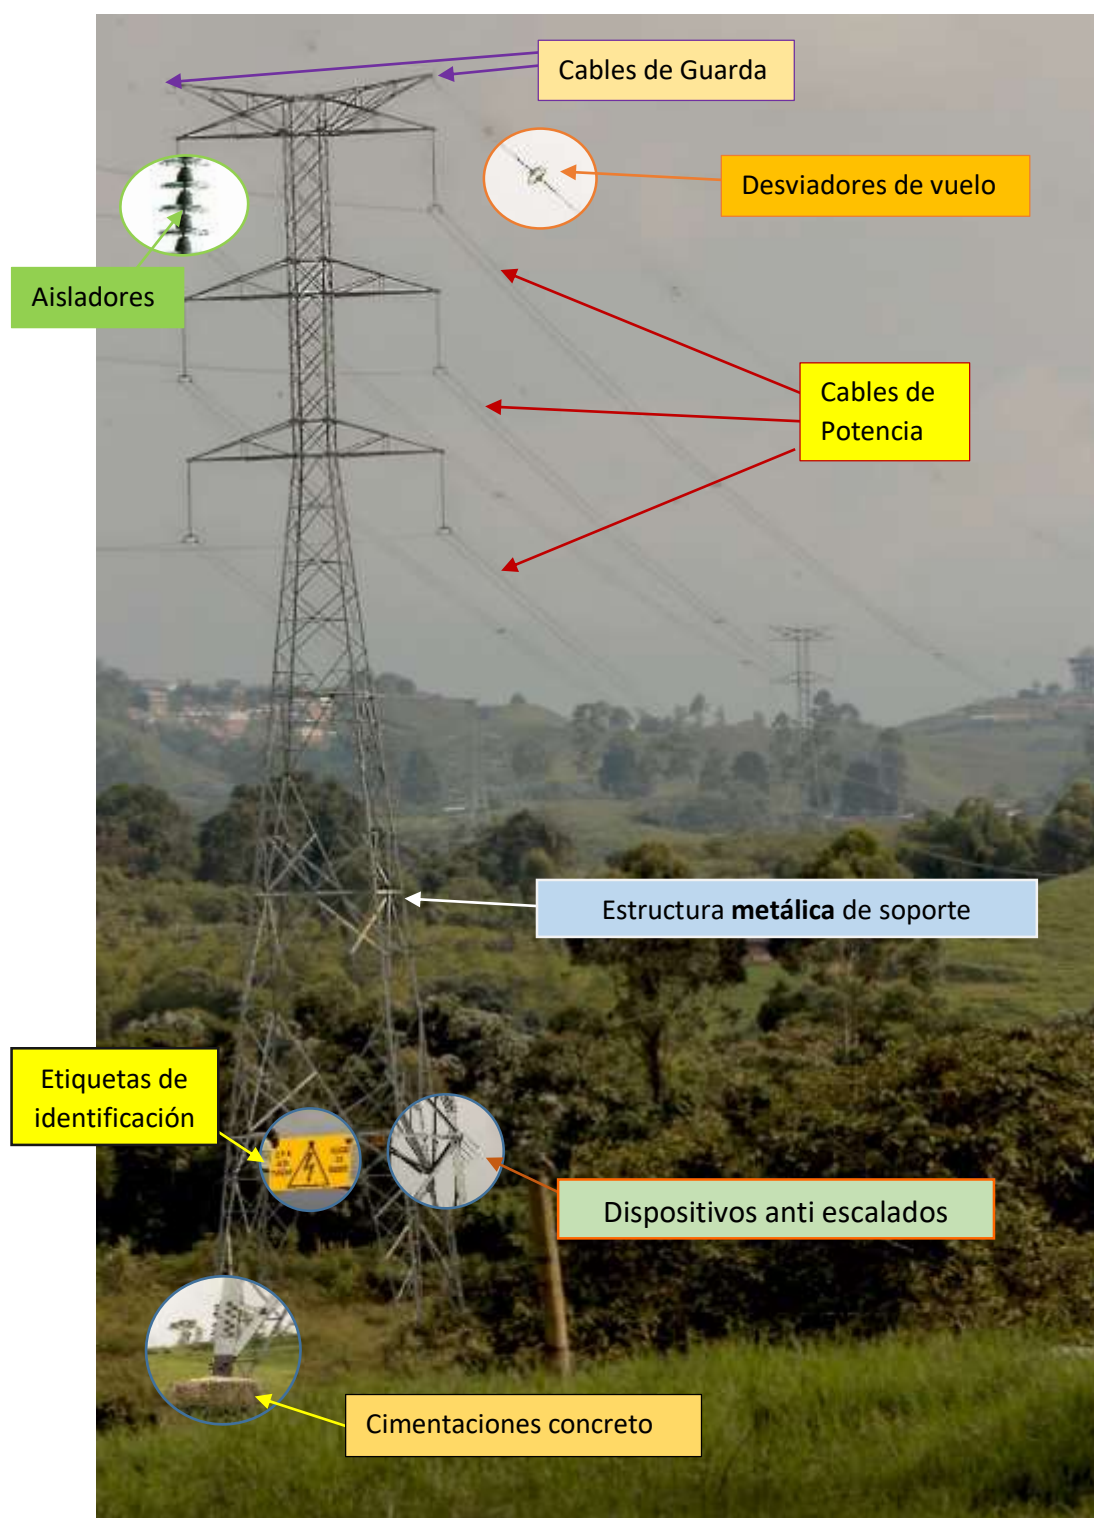 Cables de Guarda
Desviadores de vuelo
Aisladores
Cables de
Potencia
Estructura metálica de soporte
Etiquetas de
identificación
Dispositivos anti escalados
Cimentaciones concreto